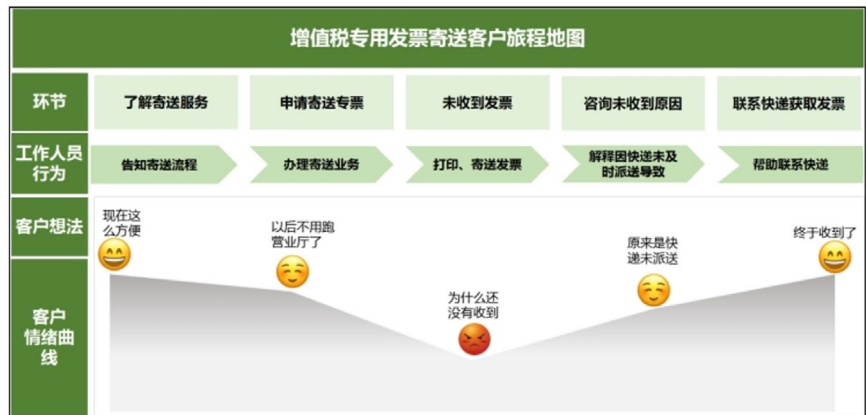 增值税专用发票寄送客户旅程地图
环节
了解寄送服务
申请寄送专票
未收到发票
咨询未收到原因
联系快递获取发票
工作人员
行为
告知寄送流程
办理寄送业务
打印、寄送发票
解释因快递未及
时派送导致
帮助联系快递
客户想法
现在这
么方便
以后不用跑
营业厅了
为什么还
没有收到
原来是快
递未派送
终于收到了
客户
情绪曲
线